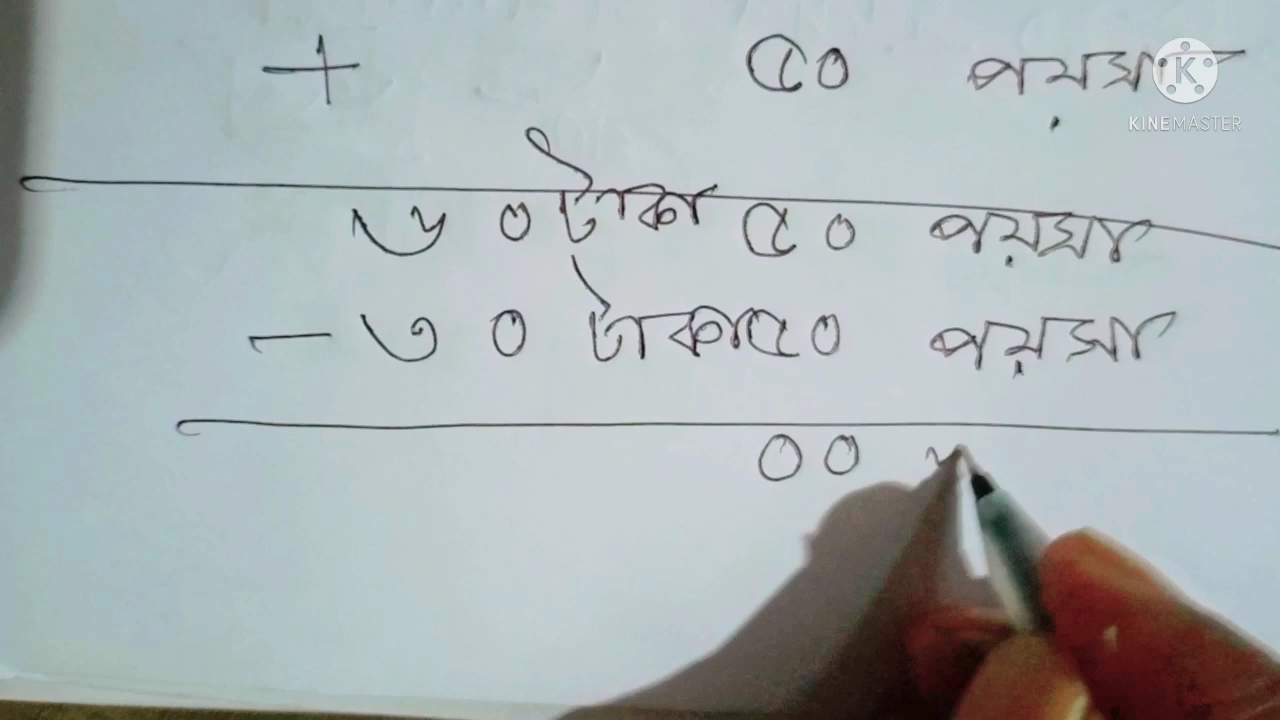 + ৫০ পয়সা
KINEMASTER
৬০ টাকা ৫০ পয়সা
- ৩০ টাকা ৫০ পয়সা
০০